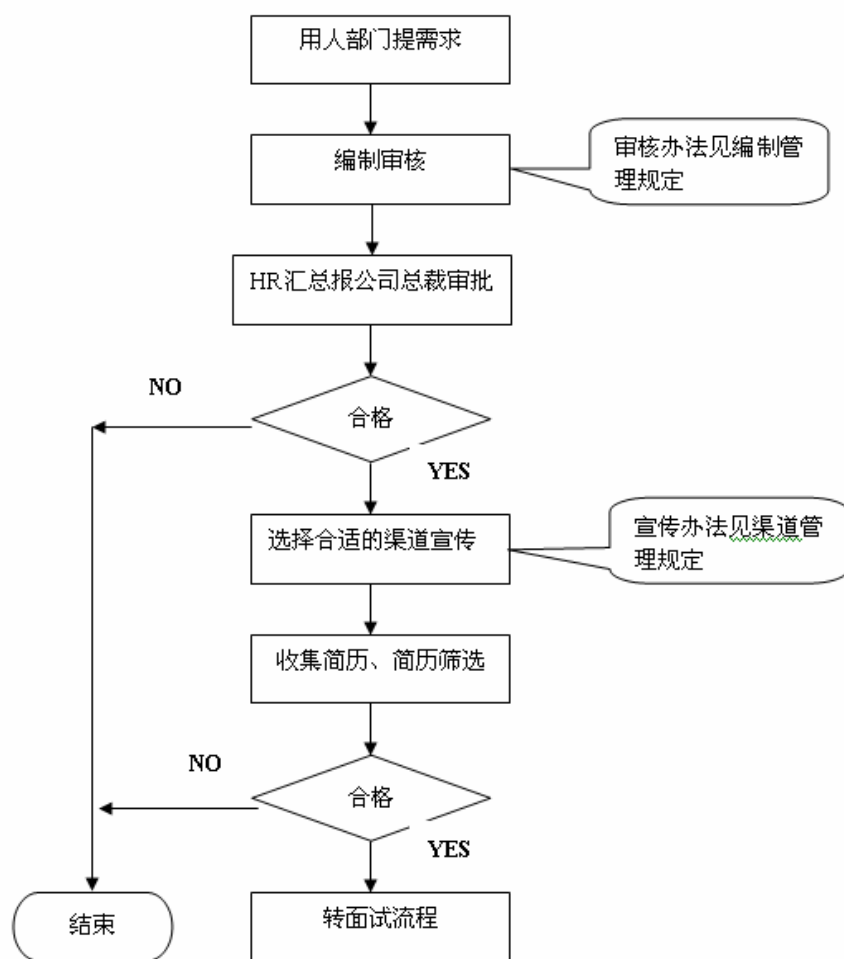 用人部门提需求
编制审核
审核办法见编制管
理规定
HR汇总报公司总裁审批
NO
合格
YES
选择合适的渠道宣传
宣传办法见渠道管
理规定
收集简历、简历筛选
NO
合格
YES
结束
转面试流程